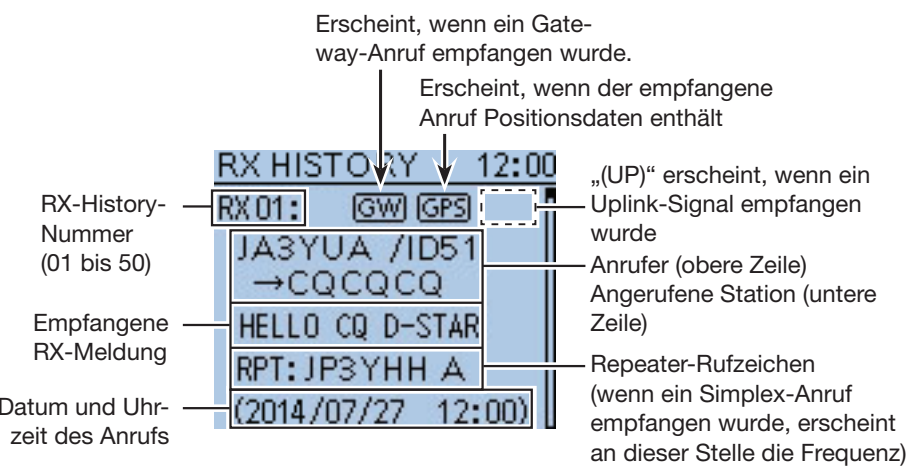 Erscheint, wenn ein Gate-
way-Anruf empfangen wurde.
Erscheint, wenn der empfangene
Anruf Positionsdaten enthält
RX HISTORY 12:00
RX01: GW GPS
JA3YUA /ID51
→CQCQCQ
HELLO CQ D-STAR
RPT:JP3YHH A
(2014/07/27 12:00)
RX-History-
Nummer
(01 bis 50)
Empfangene
RX-Meldung
Datum und Uhr-
zeit des Anrufs
„(UP)“ erscheint, wenn ein
Uplink-Signal empfangen
wurde
Anrufer (obere Zeile)
Angerufene Station (untere
Zeile)
Repeater-Rufzeichen
(wenn ein Simplex-Anruf
empfangen wurde, erscheint
an dieser Stelle die Frequenz)